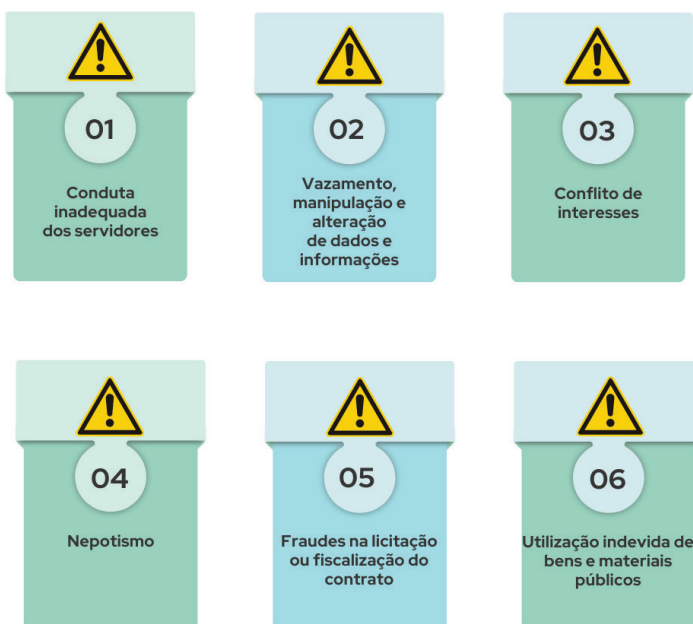 01
Conduta
inadequada
dos servidores
02
Vazamento,
manipulação e
alteração
de dados e
informações
03
Conflito de
interesses
04
Nepotismo
05
Fraudes na licitação
ou fiscalização do
contrato
06
Utilização indevida de
bens e materiais
públicos